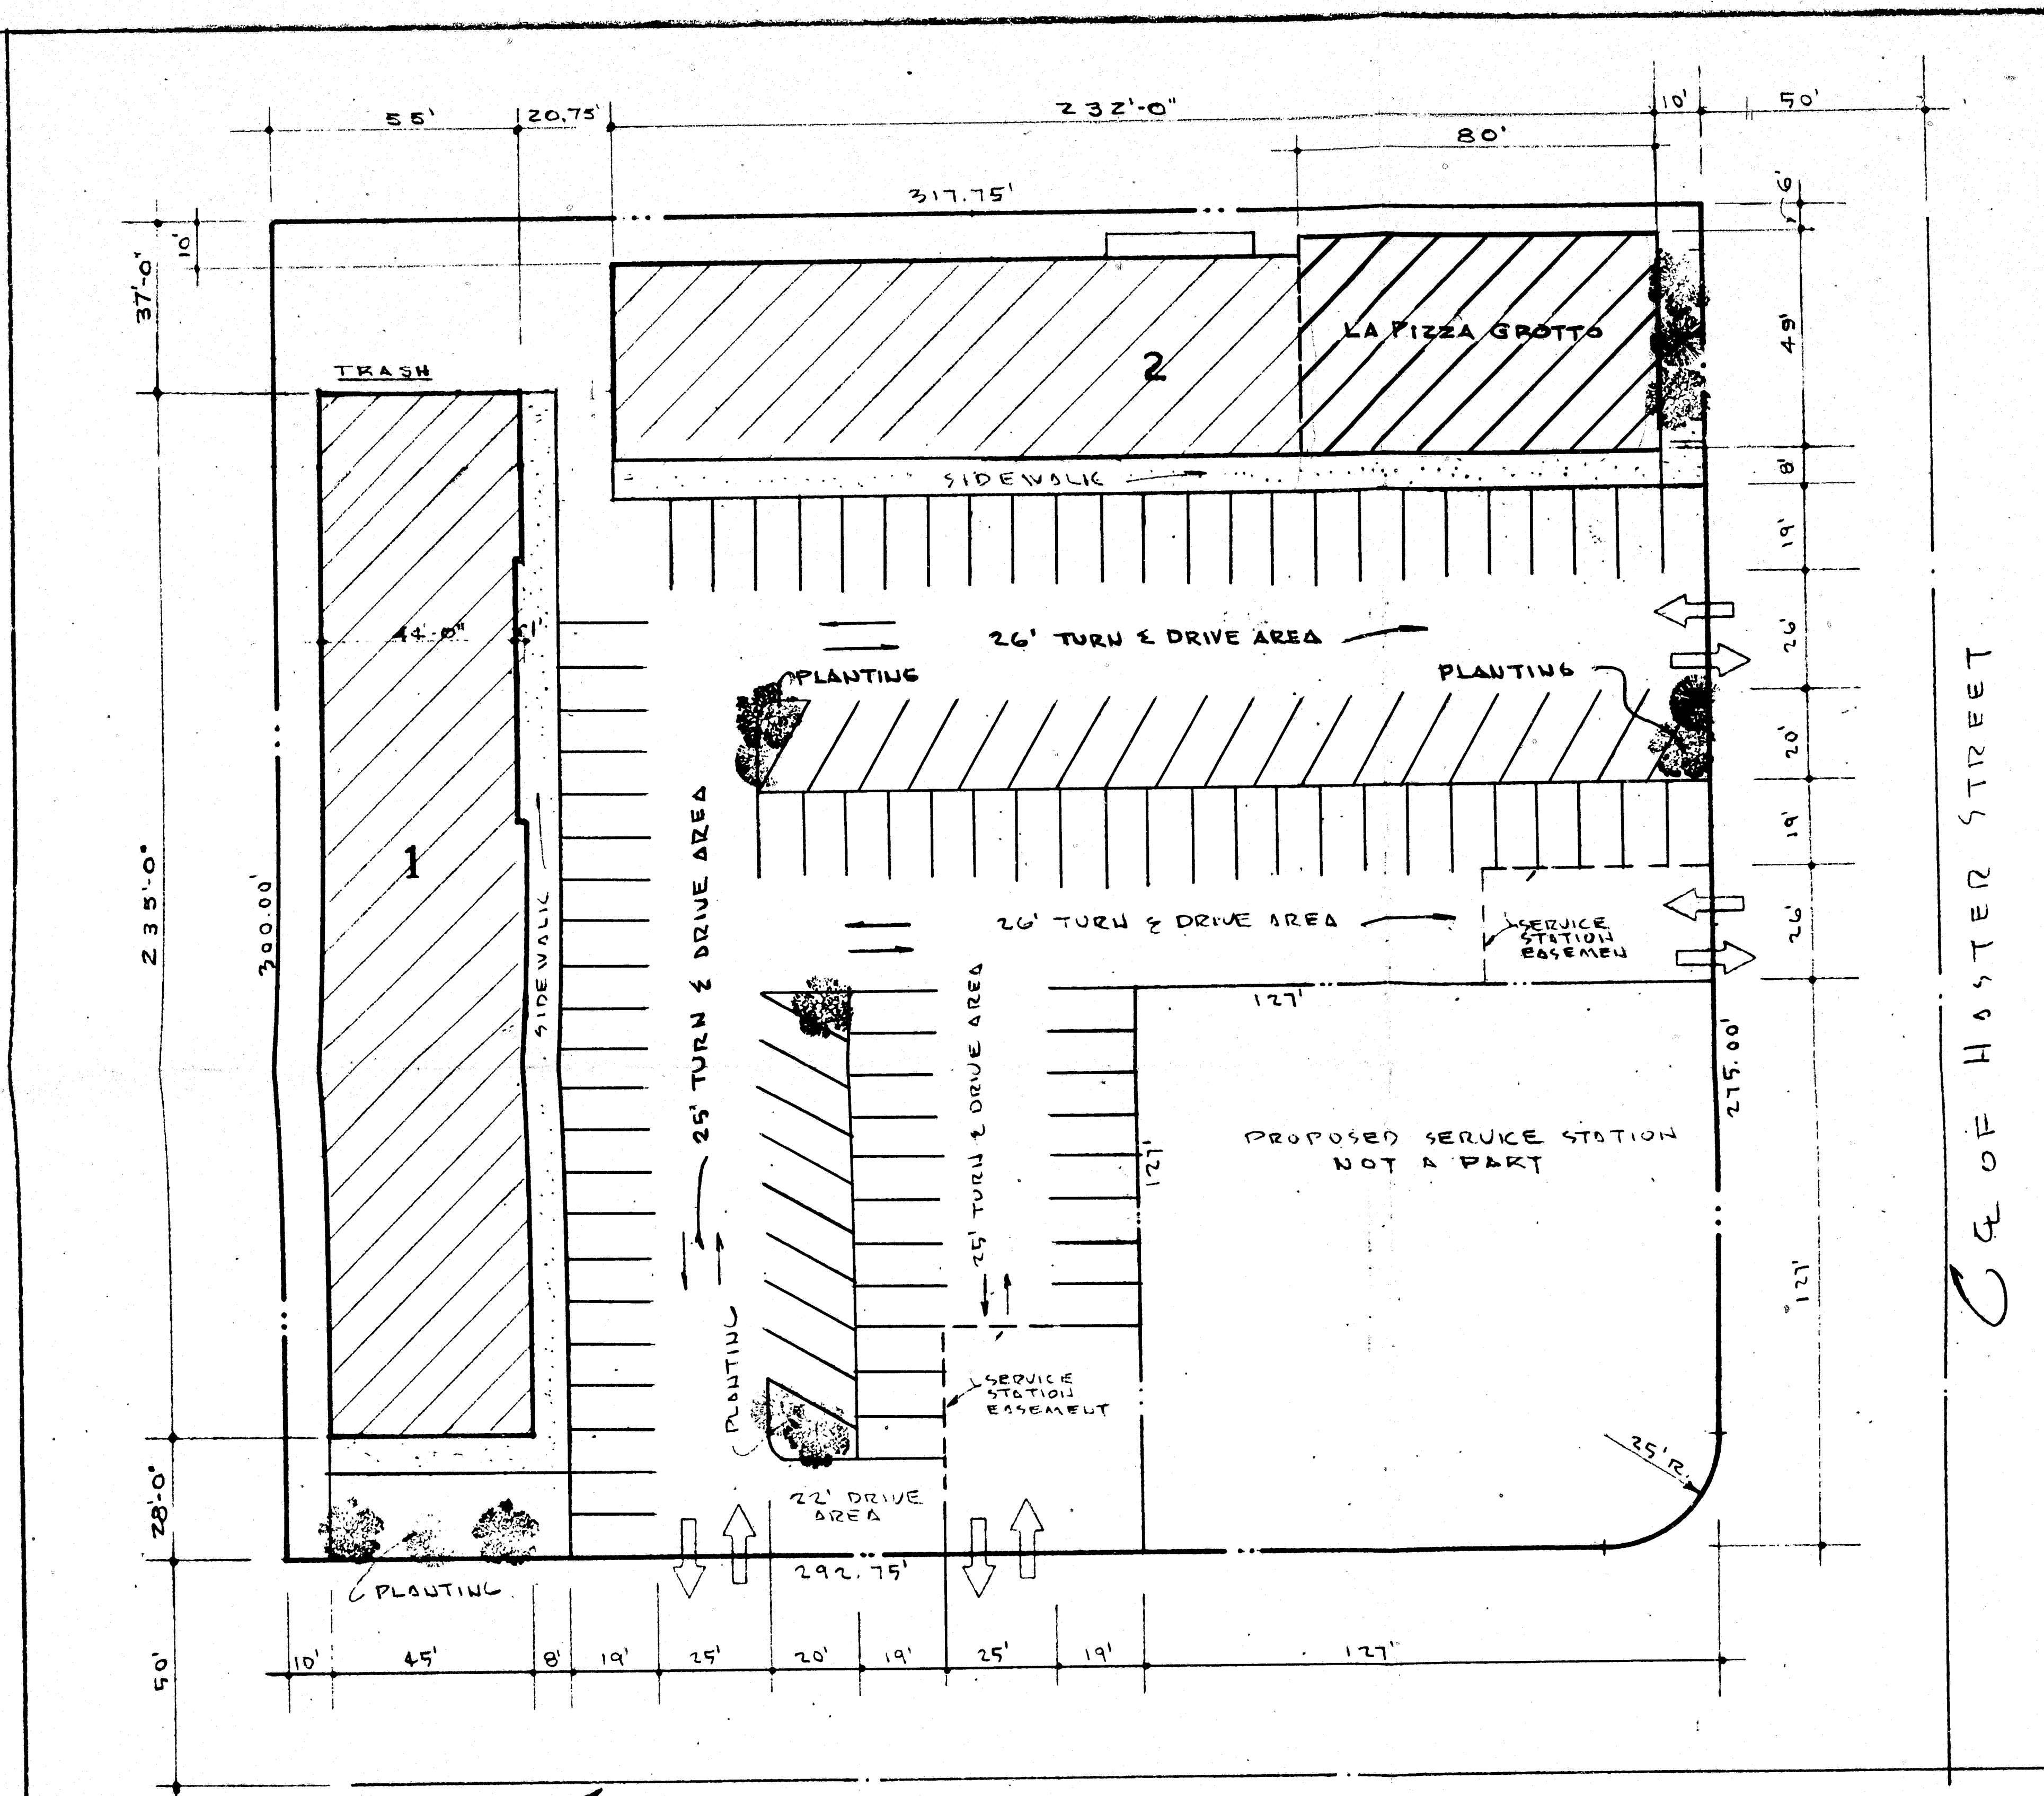 55'
20.75'
232'-0"
10'
50'
80'
317.75'
6'
37'-0"
10'
TRASH
LA PIZZA GROTTO
2
49'
SIDEWALK
8'
19'
44'-0"
1'
26' TURN & DRIVE AREA
26'
PLANTING
PLANTING
20'
235'-0"
300.00'
1
SIDEWALK
25' TURN & DRIVE AREA
19'
26' TURN & DRIVE AREA
SERVICE
STATION
EASEMEN
26'
127'
25' TURN & DRIVE AREA
127'
PROPOSED SERVICE STATION
NOT A PART
275.00'
℄ OF HASTER STREET
127'
PLANTING
SERVICE
STATION
EASEMENT
25' R.
28'-0"
22' DRIVE
AREA
292.75'
PLANTING
50'
10'
45'
8'
19'
25'
20'
19'
25'
19'
127'